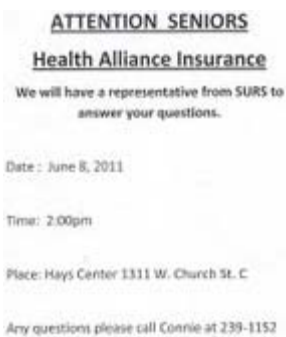 ATTENTION SENIORS
Health Alliance Insurance
We will have a representative from SURS to
answer your questions.
Date : June 8, 2011
Time: 2:00pm
Place: Hays Center 1311 W. Church St. C
Any questions please call Connie at 239-1152